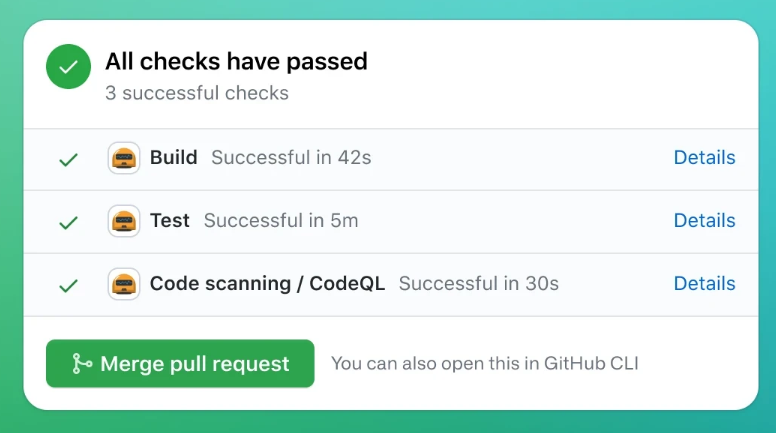 All checks have passed
3 successful checks
Build Successful in 42s Details
Test Successful in 5m Details
Code scanning / CodeQL Successful in 30s Details
Merge pull request You can also open this in GitHub CLI